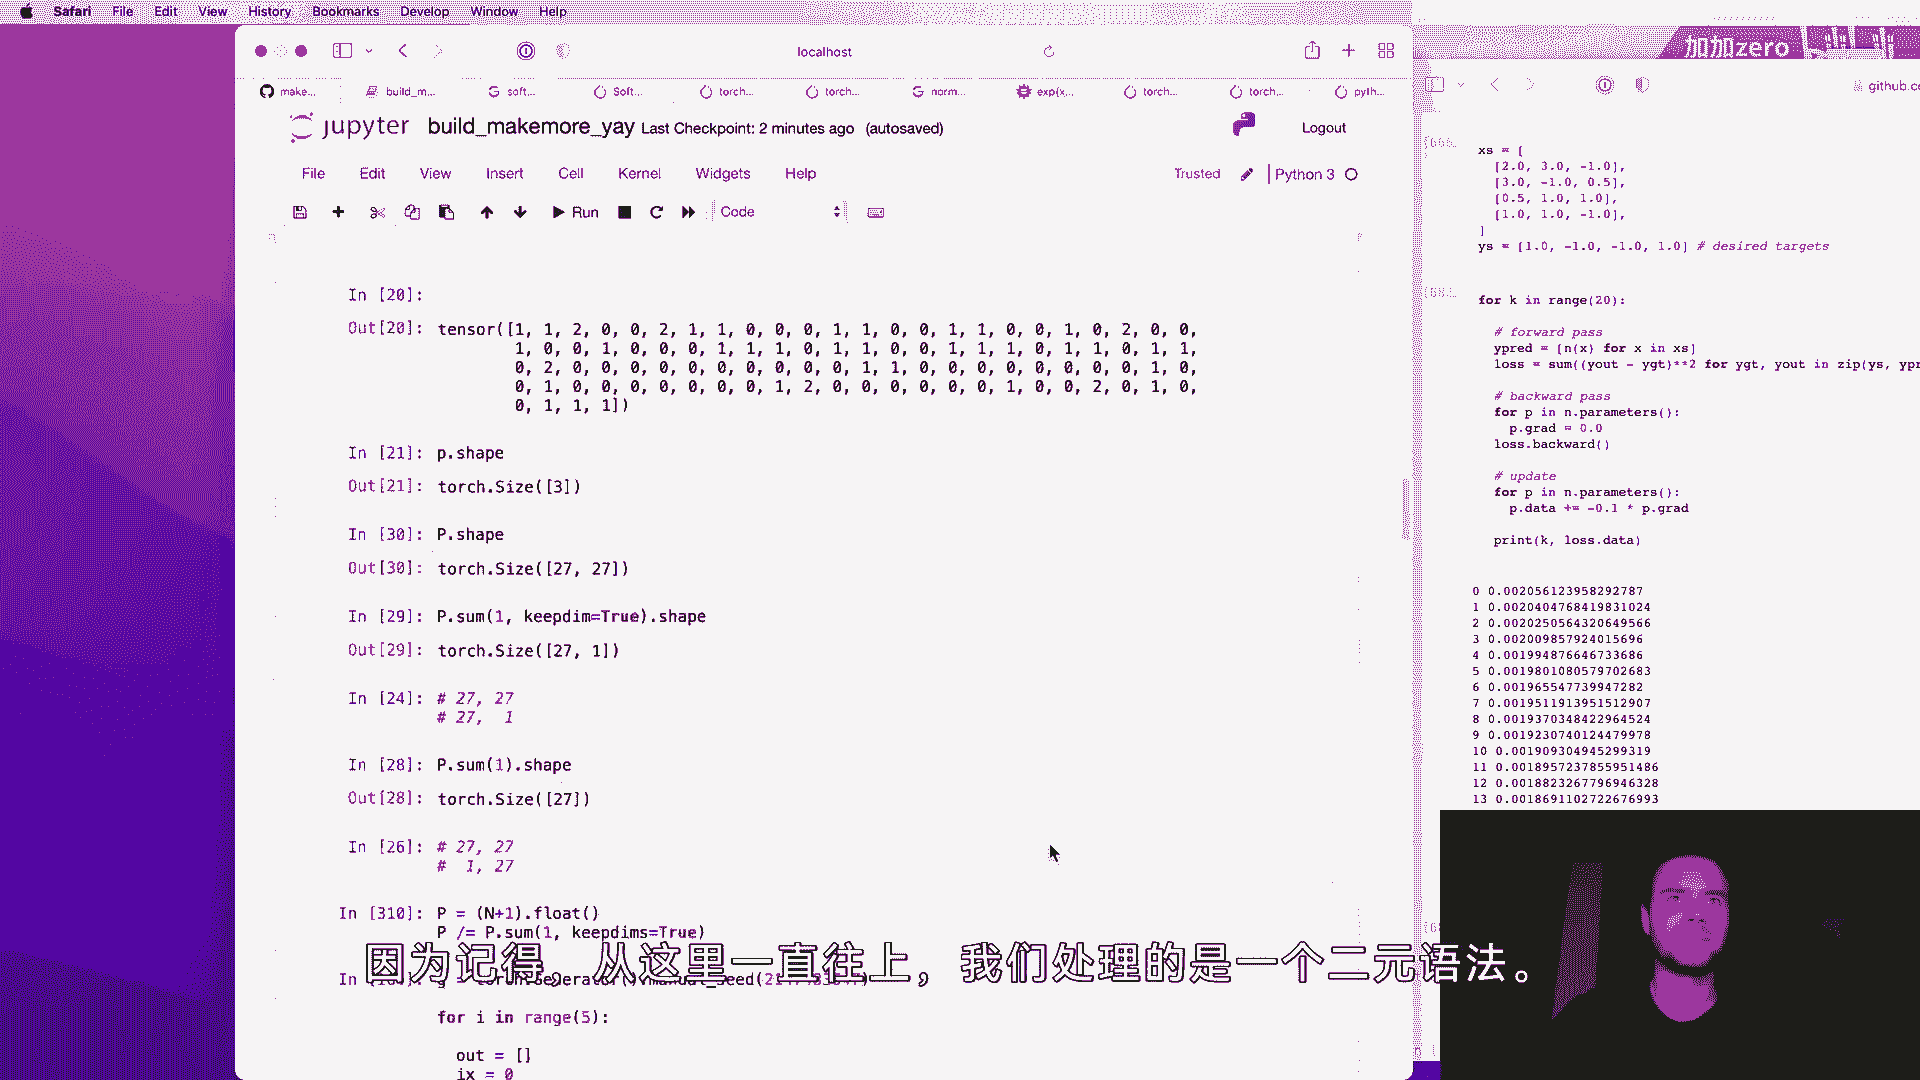 Safari File Edit View History Bookmarks Develop Window Help
加加zero
localhost
github.co
make... build_m... soft... Soft... torch... torch... norm... exp(x,... torch... torch... pyth...
jupyter build_makemore_yay Last Checkpoint: 2 minutes ago (autosaved)
Logout
File Edit View Insert Cell Kernel Widgets Help
Trusted Python 3
Run Code
In [20]:
Out[20]: tensor([1, 1, 2, 0, 0, 2, 1, 1, 0, 0, 0, 1, 1, 0, 0, 1, 1, 0, 0, 1, 0, 2, 0, 0,
1, 0, 0, 1, 0, 0, 0, 1, 1, 1, 0, 1, 1, 0, 0, 1, 1, 1, 0, 1, 1, 0, 1, 1,
0, 2, 0, 0, 0, 0, 0, 0, 0, 0, 0, 0, 1, 1, 0, 0, 0, 0, 0, 0, 0, 0, 1, 0,
0, 1, 0, 0, 0, 0, 0, 0, 0, 1, 2, 0, 0, 0, 0, 0, 0, 1, 0, 0, 2, 0, 1, 0,
0, 1, 1, 1])
In [21]: p.shape
Out[21]: torch.Size([3])
In [30]: P.shape
Out[30]: torch.Size([27, 27])
In [29]: P.sum(1, keepdim=True).shape
Out[29]: torch.Size([27, 1])
In [24]: # 27, 27
# 27, 1
In [28]: P.sum(1).shape
Out[28]: torch.Size([27])
In [26]: # 27, 27
# 1, 27
In [310]: P = (N+1).float()
P /= P.sum(1, keepdims=True)
for i in range(5):
out = []
ix = 0
xs = [
[2.0, 3.0, -1.0],
[3.0, -1.0, 0.5],
[0.5, 1.0, 1.0],
[1.0, 1.0, -1.0],
]
ys = [1.0, -1.0, -1.0, 1.0] # desired targets
for k in range(20):
# forward pass
ypred = [n(x) for x in xs]
loss = sum((yout - ygt)**2 for ygt, yout in zip(ys, ypr
# backward pass
for p in n.parameters():
p.grad = 0.0
loss.backward()
# update
for p in n.parameters():
p.data += -0.1 * p.grad
print(k, loss.data)
0 0.002056123958292787
1 0.0020404768419831024
2 0.0020250564320649566
3 0.002009857924015696
4 0.001994876646733686
5 0.0019801080579702683
6 0.001965547739947282
7 0.0019511913951512907
8 0.0019370348422964524
9 0.0019230740124479978
10 0.001909304945299319
11 0.0018957237855951486
12 0.0018823267796946328
13 0.0018691102722676993
因为记得，从这里一直往上，我们处理的是一个二元语法。